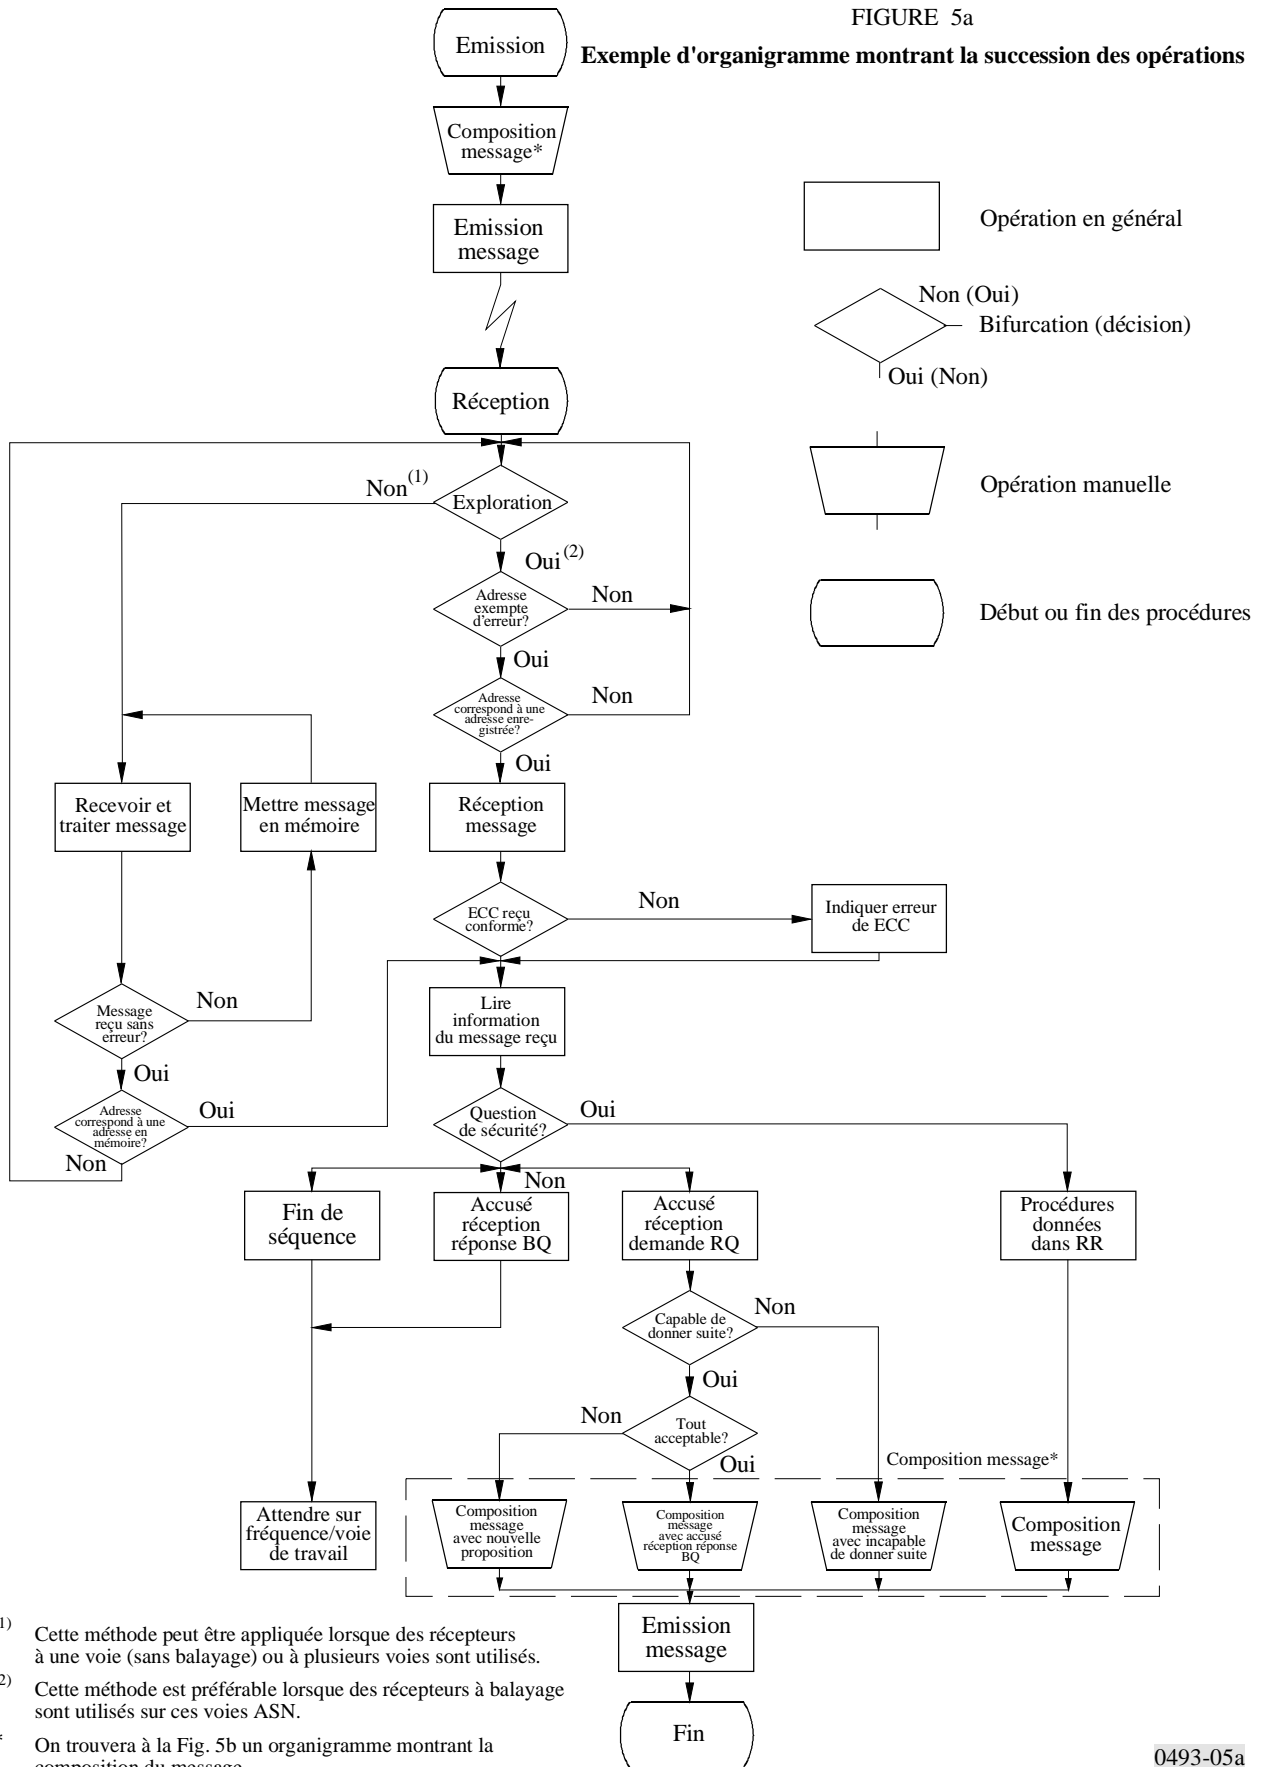 FIGURE 5a
Exemple d'organigramme montrant la succession des opérations
Emission
Composition
message*
Emission
message
Réception
Opération en général
Non (Oui)
Bifurcation (décision)
Oui (Non)
Opération manuelle
Début ou fin des procédures
Non(1)
Exploration
Oui(2)
Adresse
exempte
d'erreur?
Non
Oui
Adresse
correspond à une
adresse enre-
gistrée?
Non
Oui
Recevoir et
traiter message
Mettre message
en mémoire
Réception
message
ECC reçu
conforme?
Non
Indiquer erreur
de ECC
Message
reçu sans
erreur?
Non
Oui
Lire
information
du message reçu
Adresse
correspond à une
adresse en
mémoire?
Oui
Non
Question
de sécurité?
Oui
Non
Fin de
séquence
Accusé
réception
réponse BQ
Accusé
réception
demande RQ
Procédures
données
dans RR
Capable de
donner suite?
Non
Oui
Tout
acceptable?
Non
Oui
Composition message*
Attendre sur
fréquence/voie
de travail
Composition
message
avec nouvelle
proposition
Composition
message
avec accusé
réception réponse
BQ
Composition
message
avec incapable
de donner suite
Composition
message
Emission
message
Fin
1) Cette méthode peut être appliquée lorsque des récepteurs
à une voie (sans balayage) ou à plusieurs voies sont utilisés.
2) Cette méthode est préférable lorsque des récepteurs à balayage
sont utilisés sur ces voies ASN.
* On trouvera à la Fig. 5b un organigramme montrant la
composition du message.
0493-05a